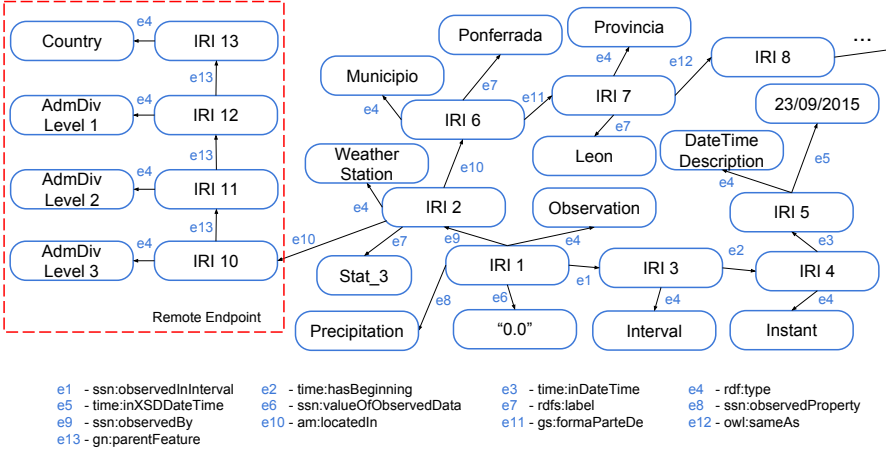 Country
e4
IRI 13
e13
AdmDiv
Level 1
e4
IRI 12
e13
AdmDiv
Level 2
e4
IRI 11
e13
AdmDiv
Level 3
e4
IRI 10
Remote Endpoint
e10
Ponferrada
Provincia
...
Municipio
e7
e4
e12
IRI 8
e4
IRI 6
e11
IRI 7
e7
Leon
23/09/2015
Weather
Station
e10
DateTime
Description
e5
e4
IRI 2
Observation
e4
IRI 5
e7
e9
e4
e3
Stat_3
IRI 1
e1
IRI 3
e2
IRI 4
e8
e6
e4
e4
Precipitation
“0.0”
Interval
Instant
e1 - ssn:observedInInterval e2 - time:hasBeginning e3 - time:inDateTime e4 - rdf:type
e5 - time:inXSDDateTime e6 - ssn:valueOfObservedData e7 - rdfs:label e8 - ssn:observedProperty
e9 - ssn:observedBy e10 - am:locatedIn e11 - gs:formaParteDe e12 - owl:sameAs
e13 - gn:parentFeature